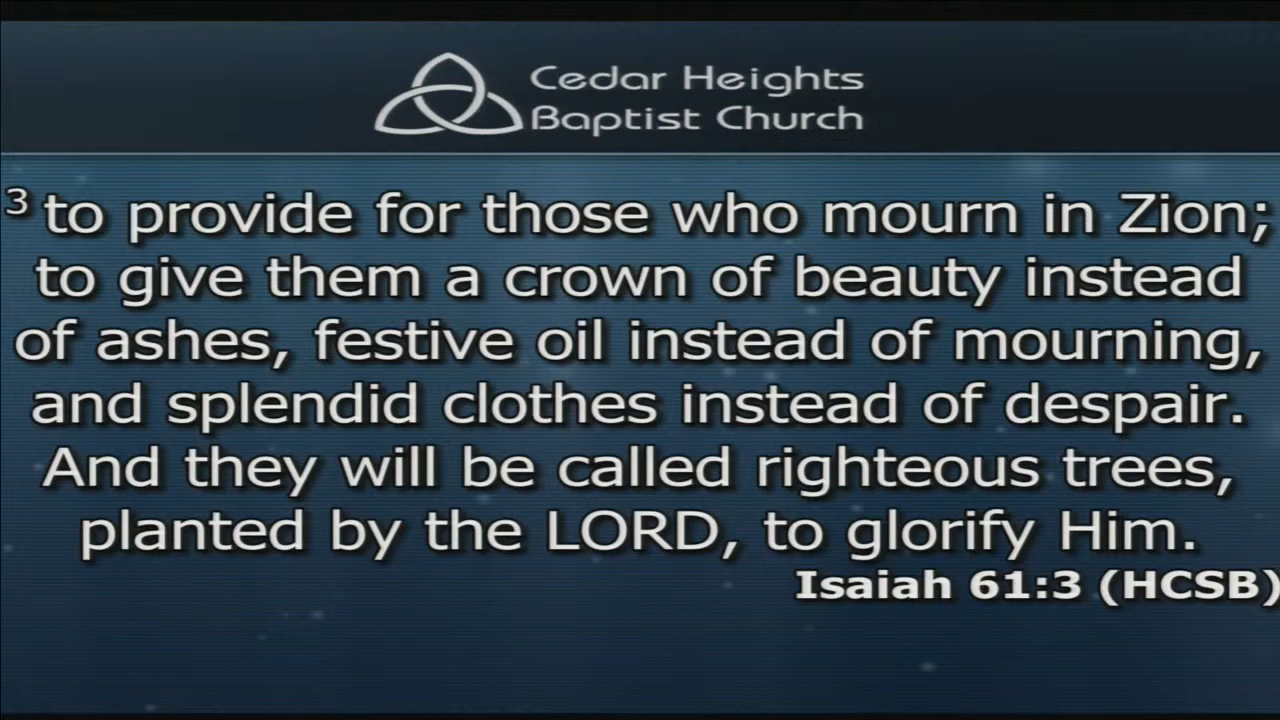 Cedar Heights
Baptist Church
3 to provide for those who mourn in Zion;
to give them a crown of beauty instead
of ashes, festive oil instead of mourning,
and splendid clothes instead of despair.
And they will be called righteous trees,
planted by the LORD, to glorify Him.
Isaiah 61:3 (HCSB)